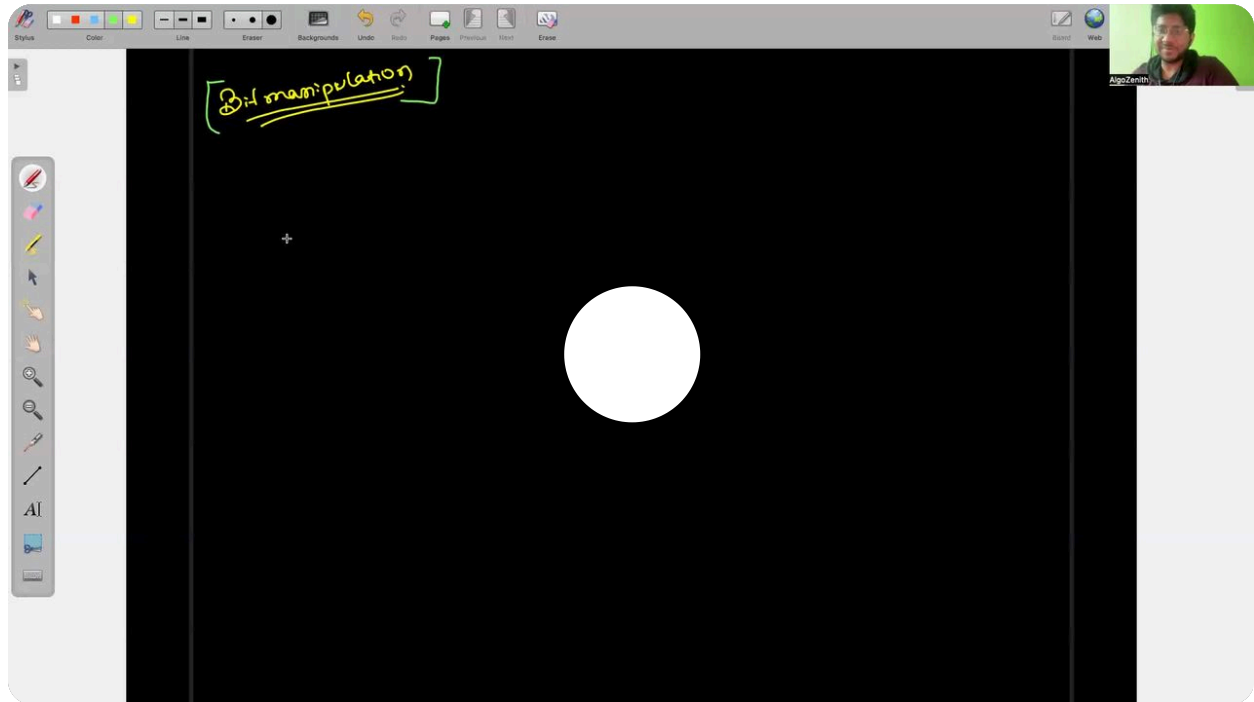 Stylus
Color
Line
Eraser
Backgrounds
Undo
Redo
Pages
Previous
Next
Erase
Board
Web
AlgoZenith
Bit manipulation